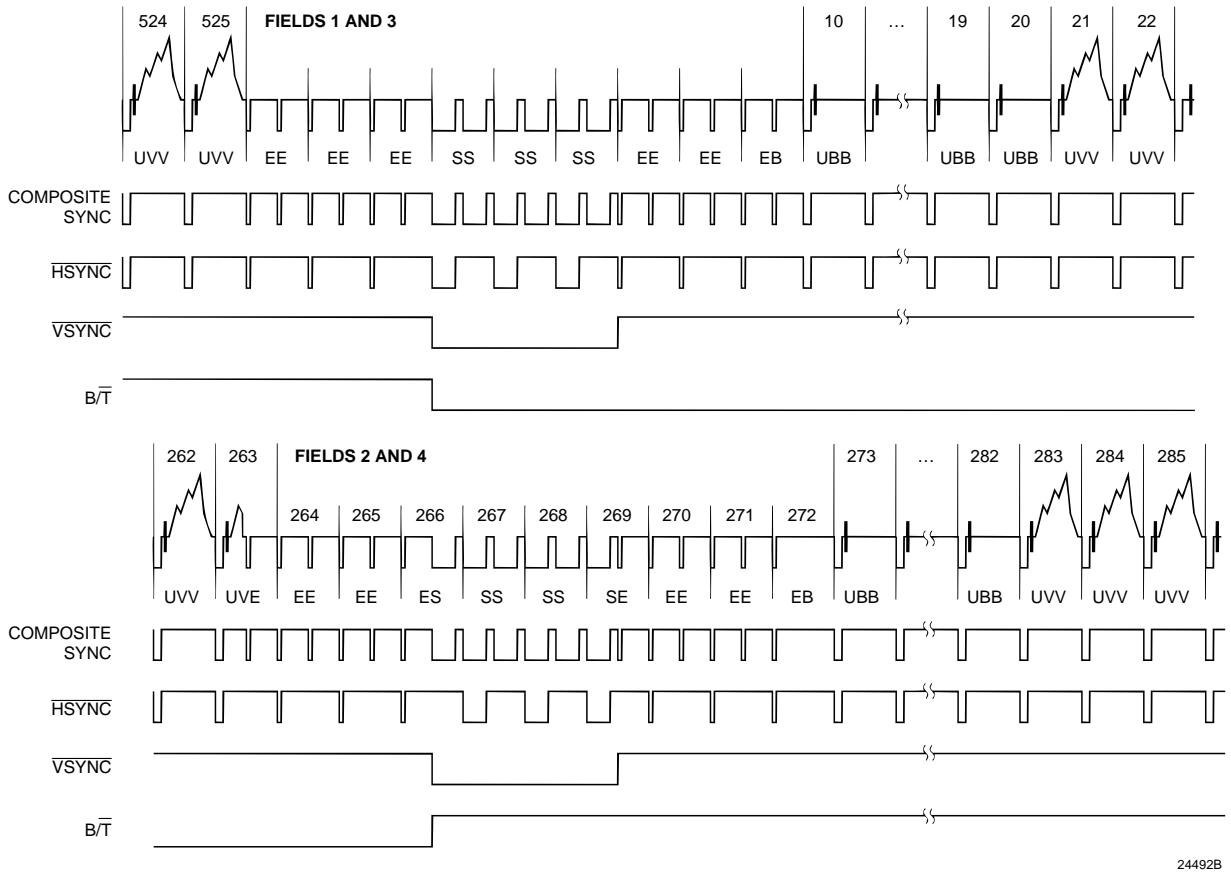 524 525 FIELDS 1 AND 3 10 … 19 20 21 22
UVV UVV EE EE EE SS SS SS EE EE EB UBB UBB UBB UVV UVV
COMPOSITE
SYNC
HSYNC
VSYNC
B/T
262 263 FIELDS 2 AND 4 273 … 282 283 284 285
264 265 266 267 268 269 270 271 272
UVV UVE EE EE ES SS SS SE EE EE EB UBB UBB UVV UVV UVV
COMPOSITE
SYNC
HSYNC
VSYNC
B/T
24492B